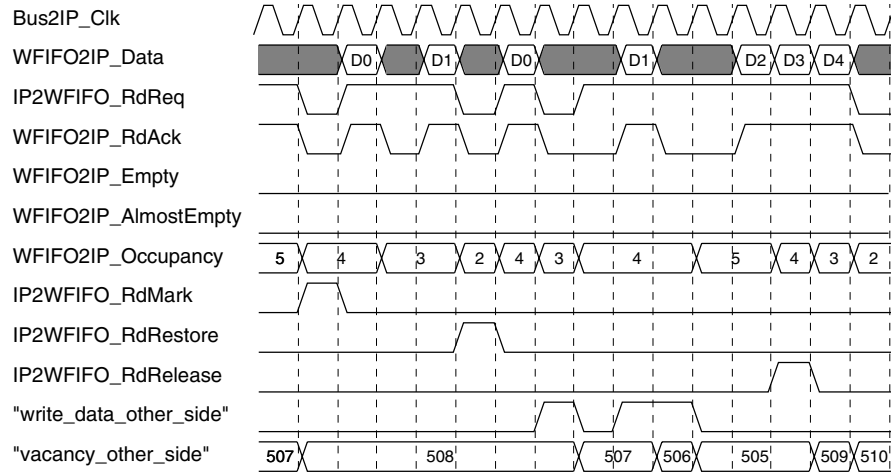 Bus2IP_Clk
WFIFO2IP_Data D0 D1 D0 D1 D2 D3 D4
IP2WFIFO_RdReq
WFIFO2IP_RdAck
WFIFO2IP_Empty
WFIFO2IP_AlmostEmpty
WFIFO2IP_Occupancy 5 4 3 2 4 3 4 5 4 3 2
IP2WFIFO_RdMark
IP2WFIFO_RdRestore
IP2WFIFO_RdRelease
"write_data_other_side"
"vacancy_other_side" 507 508 507 506 505 509 510